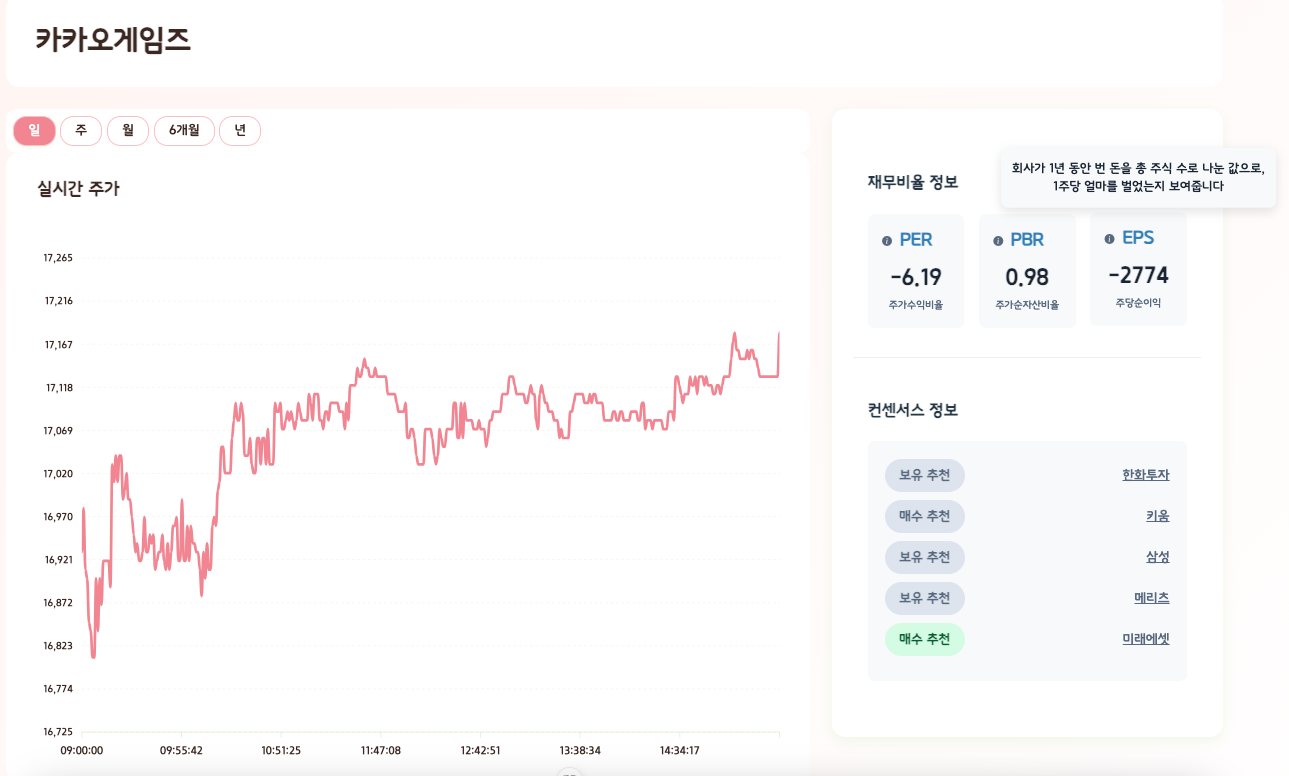 카카오게임즈
일 주 월 6개월 년
실시간 주가
17,265
17,216
17,167
17,118
17,069
17,020
16,970
16,921
16,872
16,823
16,774
16,725
09:00:00 09:55:42 10:51:25 11:47:08 12:42:51 13:38:34 14:34:17
재무비율 정보
회사가 1년 동안 번 돈을 총 주식 수로 나눈 값으로,
1주당 얼마를 벌었는지 보여줍니다
PER PBR EPS
-6.19 0.98 -2774
주가수익비율 주가순자산비율 주당순이익
컨센서스 정보
보유 추천 한화투자
매수 추천 키움
보유 추천 삼성
보유 추천 메리츠
매수 추천 미래에셋